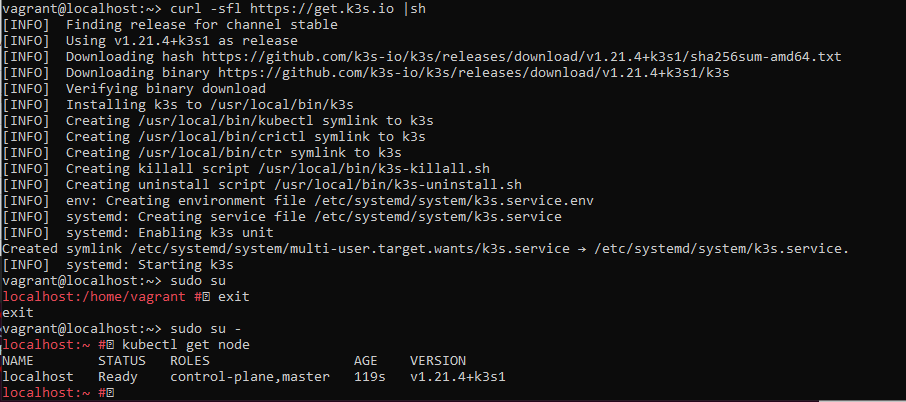 vagrant@localhost:~> curl -sfl https://get.k3s.io |sh
[INFO]  Finding release for channel stable
[INFO]  Using v1.21.4+k3s1 as release
[INFO]  Downloading hash https://github.com/k3s-io/k3s/releases/download/v1.21.4+k3s1/sha256sum-amd64.txt
[INFO]  Downloading binary https://github.com/k3s-io/k3s/releases/download/v1.21.4+k3s1/k3s
[INFO]  Verifying binary download
[INFO]  Installing k3s to /usr/local/bin/k3s
[INFO]  Creating /usr/local/bin/kubectl symlink to k3s
[INFO]  Creating /usr/local/bin/crictl symlink to k3s
[INFO]  Creating /usr/local/bin/ctr symlink to k3s
[INFO]  Creating killall script /usr/local/bin/k3s-killall.sh
[INFO]  Creating uninstall script /usr/local/bin/k3s-uninstall.sh
[INFO]  env: Creating environment file /etc/systemd/system/k3s.service.env
[INFO]  systemd: Creating service file /etc/systemd/system/k3s.service
[INFO]  systemd: Enabling k3s unit
Created symlink /etc/systemd/system/multi-user.target.wants/k3s.service → /etc/systemd/system/k3s.service.
[INFO]  systemd: Starting k3s
vagrant@localhost:~> sudo su
localhost:/home/vagrant # exit
exit
vagrant@localhost:~> sudo su -
localhost:~ # kubectl get node
NAME        STATUS   ROLES                  AGE    VERSION
localhost   Ready    control-plane,master   119s   v1.21.4+k3s1
localhost:~ #